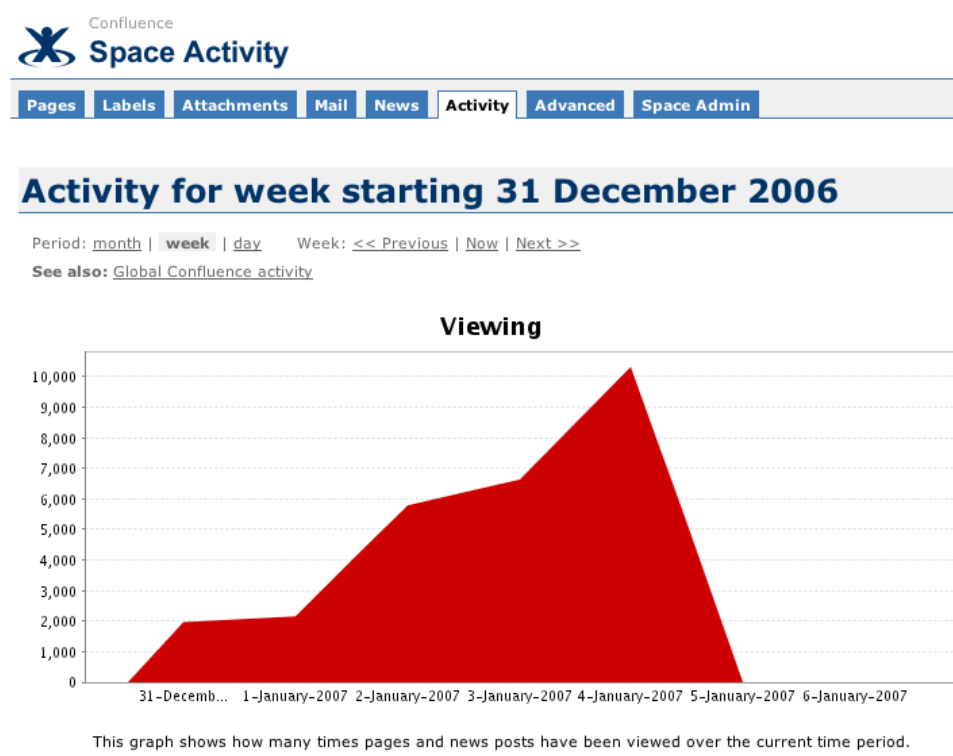 Confluence
Space Activity
Pages Labels Attachments Mail News Activity Advanced Space Admin
Activity for week starting 31 December 2006
Period: month | week | day Week: << Previous | Now | Next >>
See also: Global Confluence activity
Viewing
10,000
9,000
8,000
7,000
6,000
5,000
4,000
3,000
2,000
1,000
0
31-Decemb... 1-January-2007 2-January-2007 3-January-2007 4-January-2007 5-January-2007 6-January-2007
This graph shows how many times pages and news posts have been viewed over the current time period.